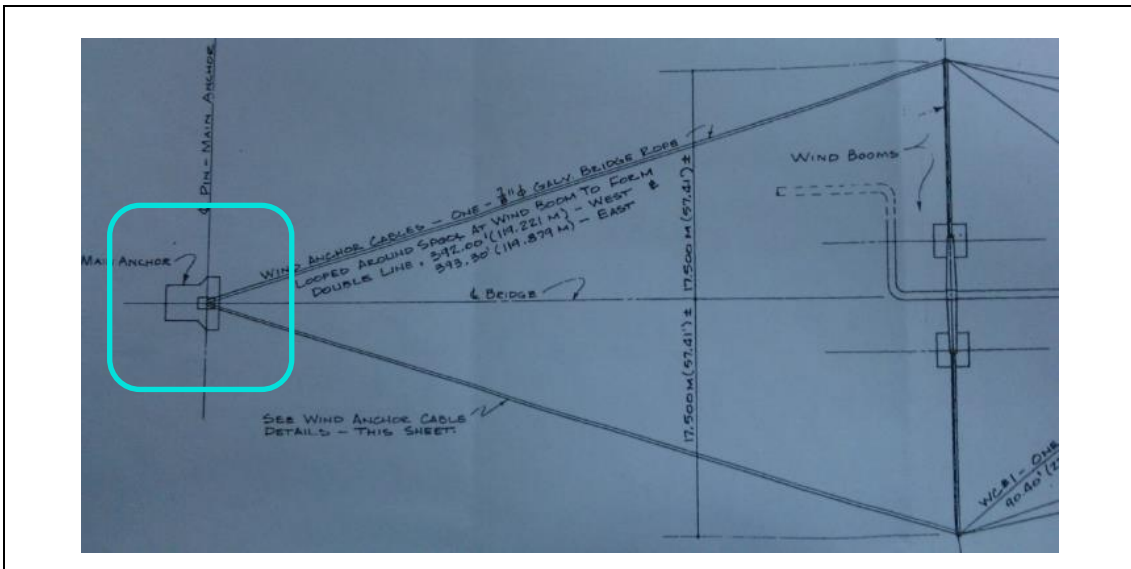 ℄ PIN - MAIN ANCHOR
MAIN ANCHOR
WIND ANCHOR CABLES - ONE - 7/8"ϕ GALV. BRIDGE ROPE
LOOPED AROUND SPOOL AT WIND BOOM TO FORM
DOUBLE LINE, 392.00' (119.221 M) - WEST &
393.30' (119.879 M) - EAST
℄ BRIDGE
17.500 M (57.41') ±
17.500 M (57.41') ±
WIND BOOMS
SEE WIND ANCHOR CABLE
DETAILS - THIS SHEET.
WC#1 - ONE
90.40'